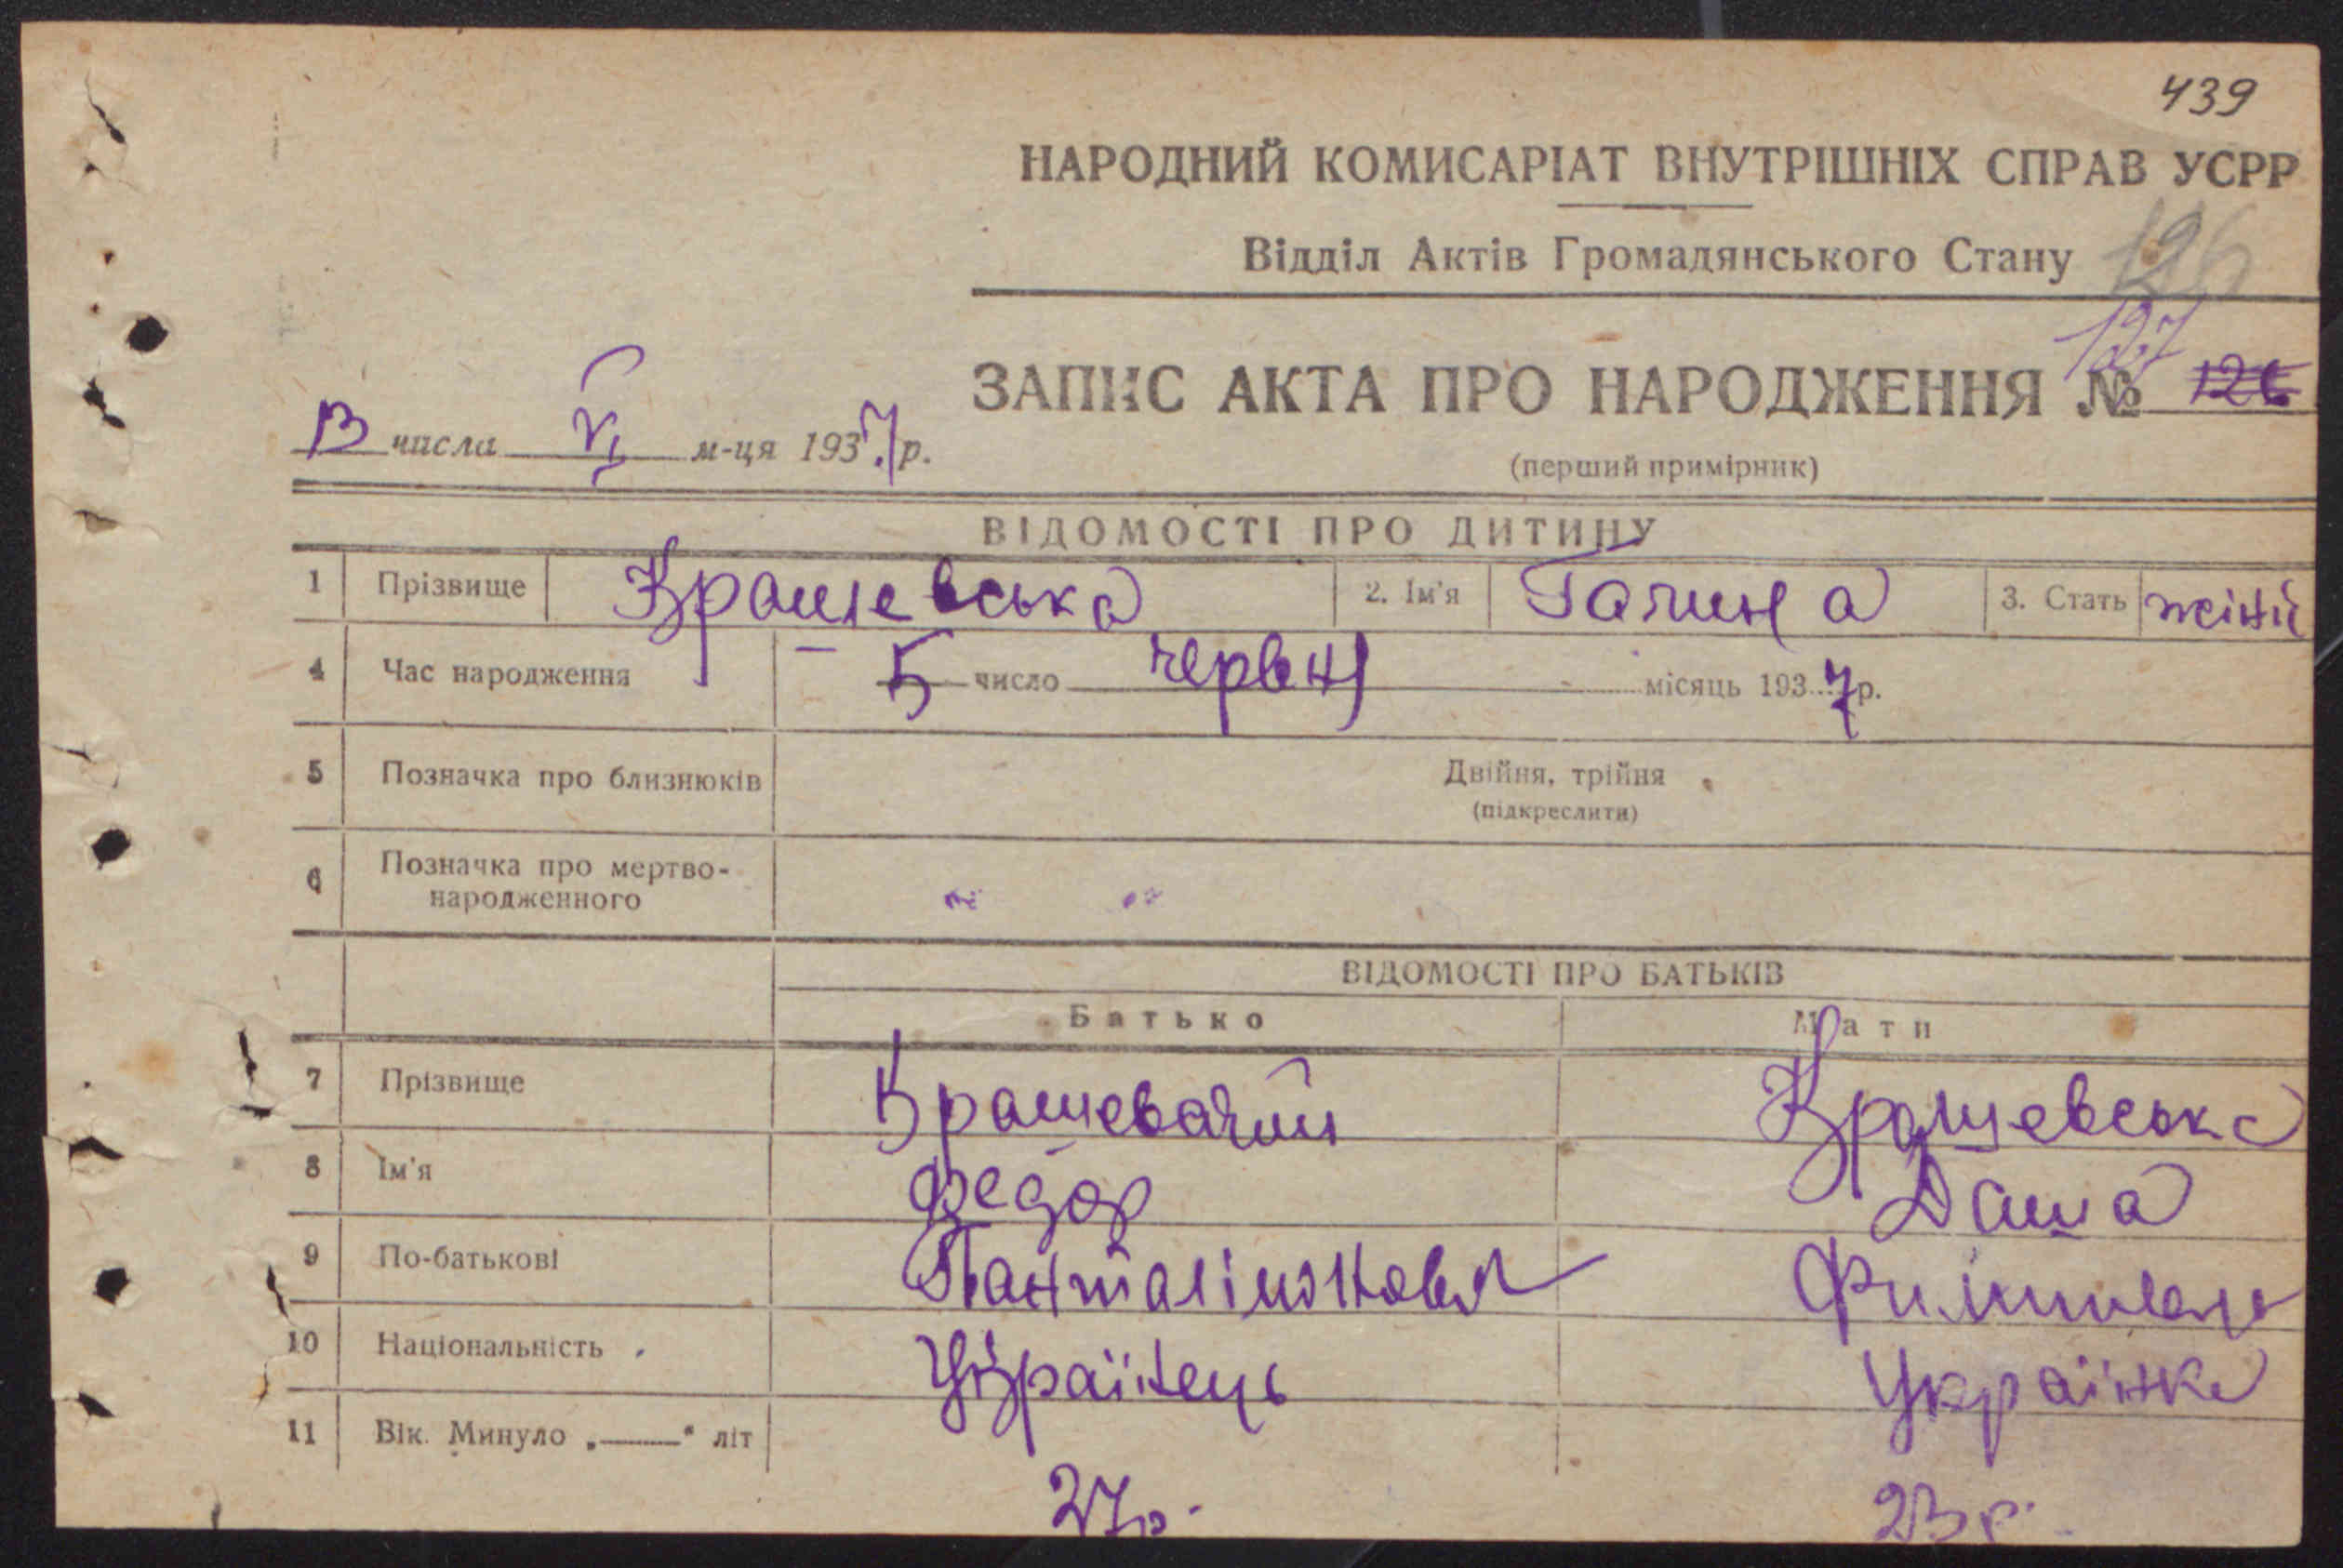 439
НАРОДНИЙ КОМИСАРІАТ ВНУТРІШНІХ СПРАВ УСРР
Відділ Актів Громадянського Стану 126
127
ЗАПИС АКТА ПРО НАРОДЖЕННЯ № 126
13 числа VI м-ця 1937 р.
(перший примірник)
ВІДОМОСТІ ПРО ДИТИНУ
1 Прізвище Крашевська 2. Ім'я Галина 3. Стать жіноч
4 Час народження 5 число червня місяць 1937 р.
5 Позначка про близнюків Двійня, трійня
(підкреслити)
6 Позначка про мертво-
народженного
ВІДОМОСТІ ПРО БАТЬКІВ
Батько Мати
7 Прізвище Крашевський Крашевська
8 Ім'я Федор Даша
9 По-батькові
10 Національність Українець Українка
11 Вік. Минуло „——" літ
27 р. 23 р.